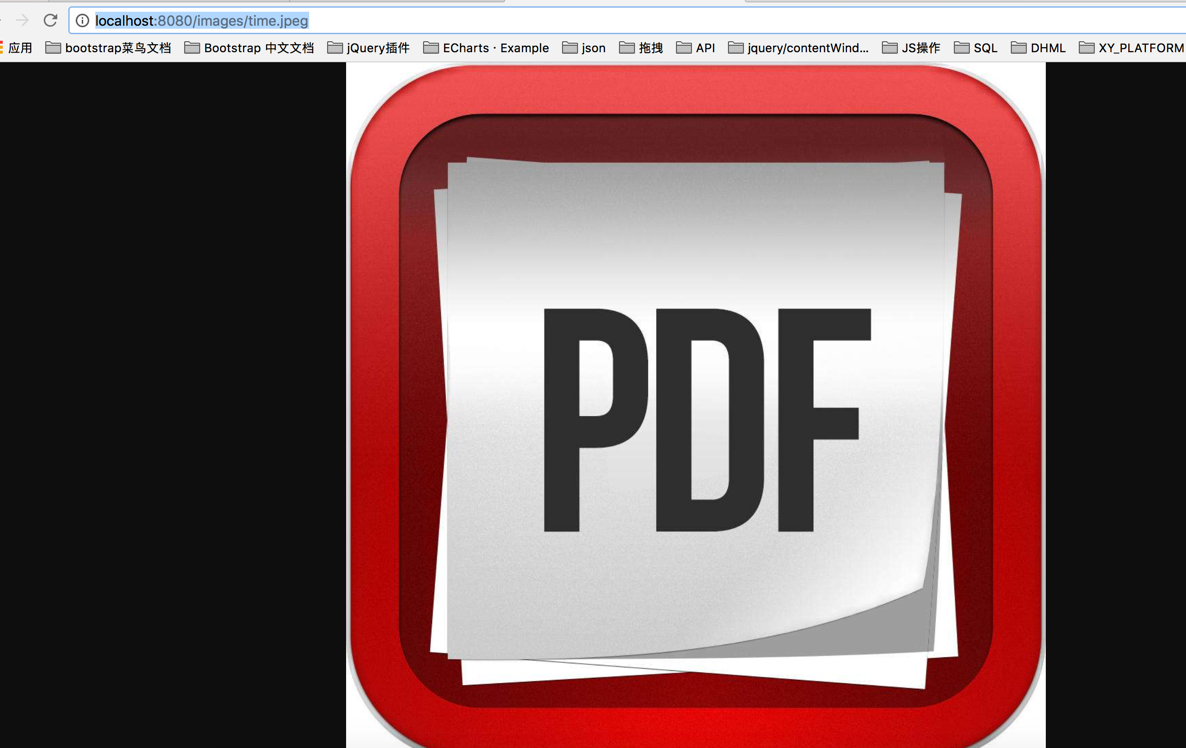 localhost:8080/images/time.jpeg
应用 bootstrap菜鸟文档 Bootstrap 中文文档 jQuery插件 ECharts · Example json 拖拽 API jquery/contentWind... JS操作 SQL DHML XY_PLATFORM
PDF